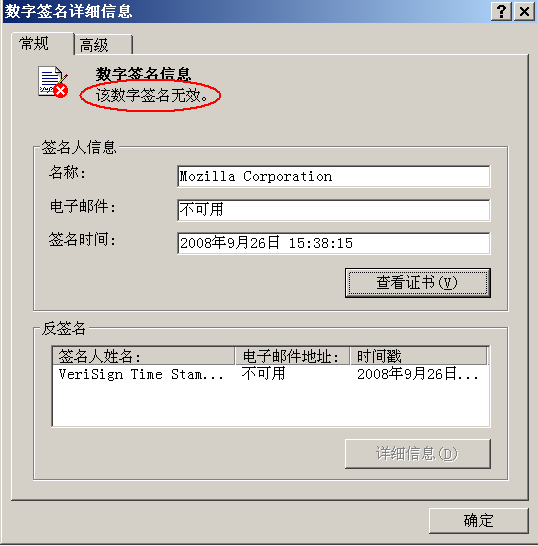 数字签名详细信息
常规
高级
数字签名信息
该数字签名无效。
签名人信息
名称:
Mozilla Corporation
电子邮件:
不可用
签名时间:
2008年9月26日 15:38:15
查看证书(V)
反签名
签名人姓名: 电子邮件地址: 时间戳
VeriSign Time Stam... 不可用 2008年9月26日...
详细信息(D)
确定